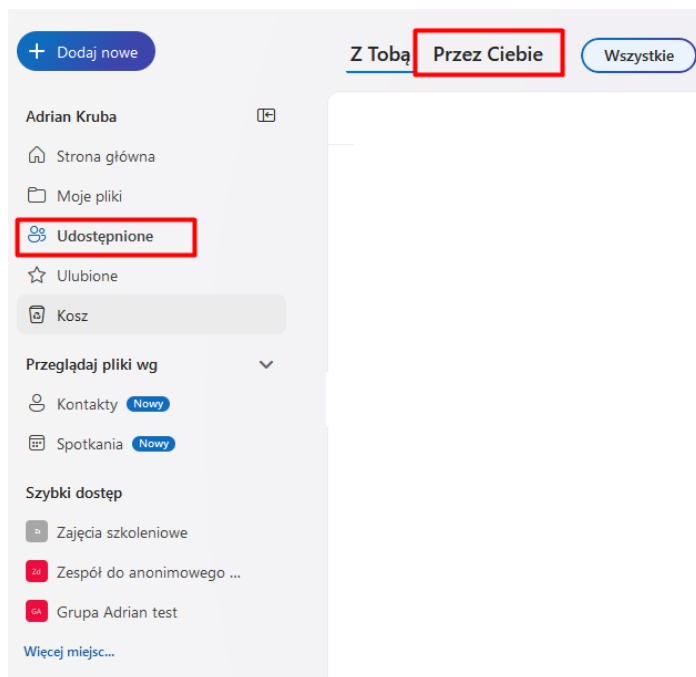 Dodaj nowe
Z Tobą Przez Ciebie Wszystkie
Adrian Kruba
Strona główna
Moje pliki
Udostępnione
Ulubione
Kosz
Przeglądaj pliki wg
Kontakty Nowy
Spotkania Nowy
Szybki dostęp
Zajęcia szkoleniowe
Zd Zespół do anonimowego ...
GA Grupa Adrian test
Więcej miejsc...